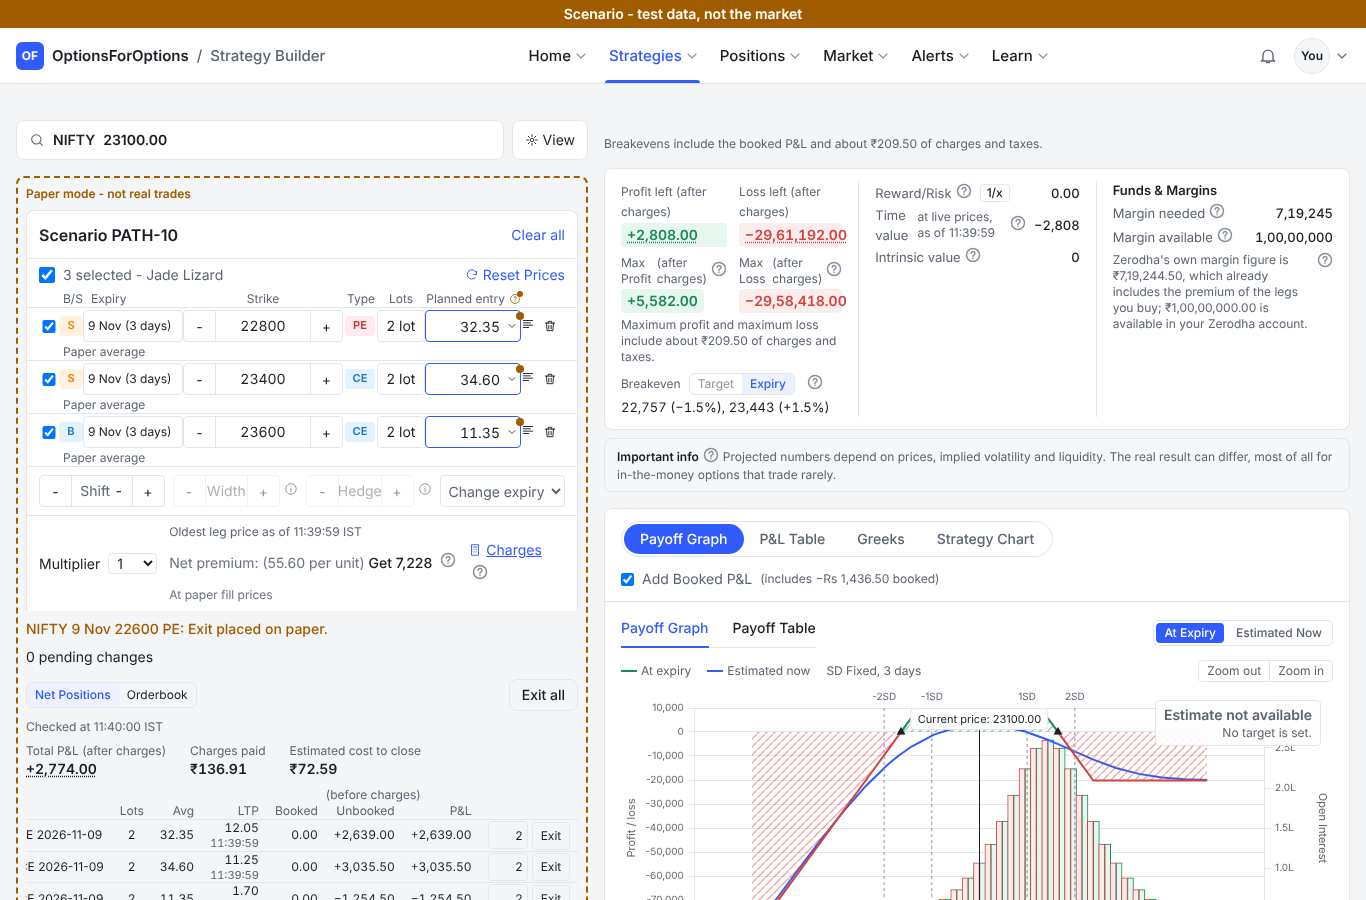 Scenario - test data, not the market
OF OptionsForOptions / Strategy Builder
Home Strategies Positions Market Alerts Learn You
NIFTY 23100.00
View
Paper mode - not real trades
Scenario PATH-10
Clear all
3 selected - Jade Lizard
Reset Prices
B/S Expiry Strike Type Lots Planned entry
S 9 Nov (3 days) - 22800 + PE 2 lot 32.35
Paper average
S 9 Nov (3 days) - 23400 + CE 2 lot 34.60
Paper average
B 9 Nov (3 days) - 23600 + CE 2 lot 11.35
Paper average
- Shift - + - Width + - Hedge + Change expiry
Oldest leg price as of 11:39:59 IST
Multiplier 1 Net premium: (55.60 per unit) Get 7,228
Charges
At paper fill prices
NIFTY 9 Nov 22600 PE: Exit placed on paper.
0 pending changes
Net Positions Orderbook
Exit all
Checked at 11:40:00 IST
Total P&L (after charges) Charges paid Estimated cost to close
+2,774.00 ₹136.91 ₹72.59
(before charges)
Lots Avg LTP Booked Unbooked P&L
E 2026-11-09 2 32.35 12.05 0.00 +2,639.00 +2,639.00 2 Exit
11:39:59
E 2026-11-09 2 34.60 11.25 0.00 +3,035.50 +3,035.50 2 Exit
11:39:59
E 2026-11-09 2 11.35 1.70 0.00 −1,254.50 −1,254.50 2 Exit
Breakevens include the booked P&L and about ₹209.50 of charges and taxes.
Profit left (after charges)
+2,808.00
Loss left (after charges)
−29,61,192.00
Max Profit (after charges)
+5,582.00
Max Loss (after charges)
−29,58,418.00
Maximum profit and maximum loss
include about ₹209.50 of charges and
taxes.
Breakeven Target Expiry
22,757 (−1.5%), 23,443 (+1.5%)
Reward/Risk 1/x 0.00
Time value at live prices, as of 11:39:59 −2,808
Intrinsic value 0
Funds & Margins
Margin needed 7,19,245
Margin available 1,00,00,000
Zerodha's own margin figure is
₹7,19,244.50, which already
includes the premium of the legs
you buy; ₹1,00,00,000.00 is
available in your Zerodha account.
Important info Projected numbers depend on prices, implied volatility and liquidity. The real result can differ, most of all for
in-the-money options that trade rarely.
Payoff Graph P&L Table Greeks Strategy Chart
Add Booked P&L (includes −Rs 1,436.50 booked)
Payoff Graph Payoff Table
At Expiry Estimated Now
At expiry Estimated now SD Fixed, 3 days
Zoom out Zoom in
-2SD -1SD 1SD 2SD
Current price: 23100.00
Estimate not available
No target is set.
10,000
0
-10,000
-20,000
-30,000
-40,000
-50,000
-60,000
-70,000
Profit / loss
2.5L
2.0L
1.5L
1.0L
Open Interest